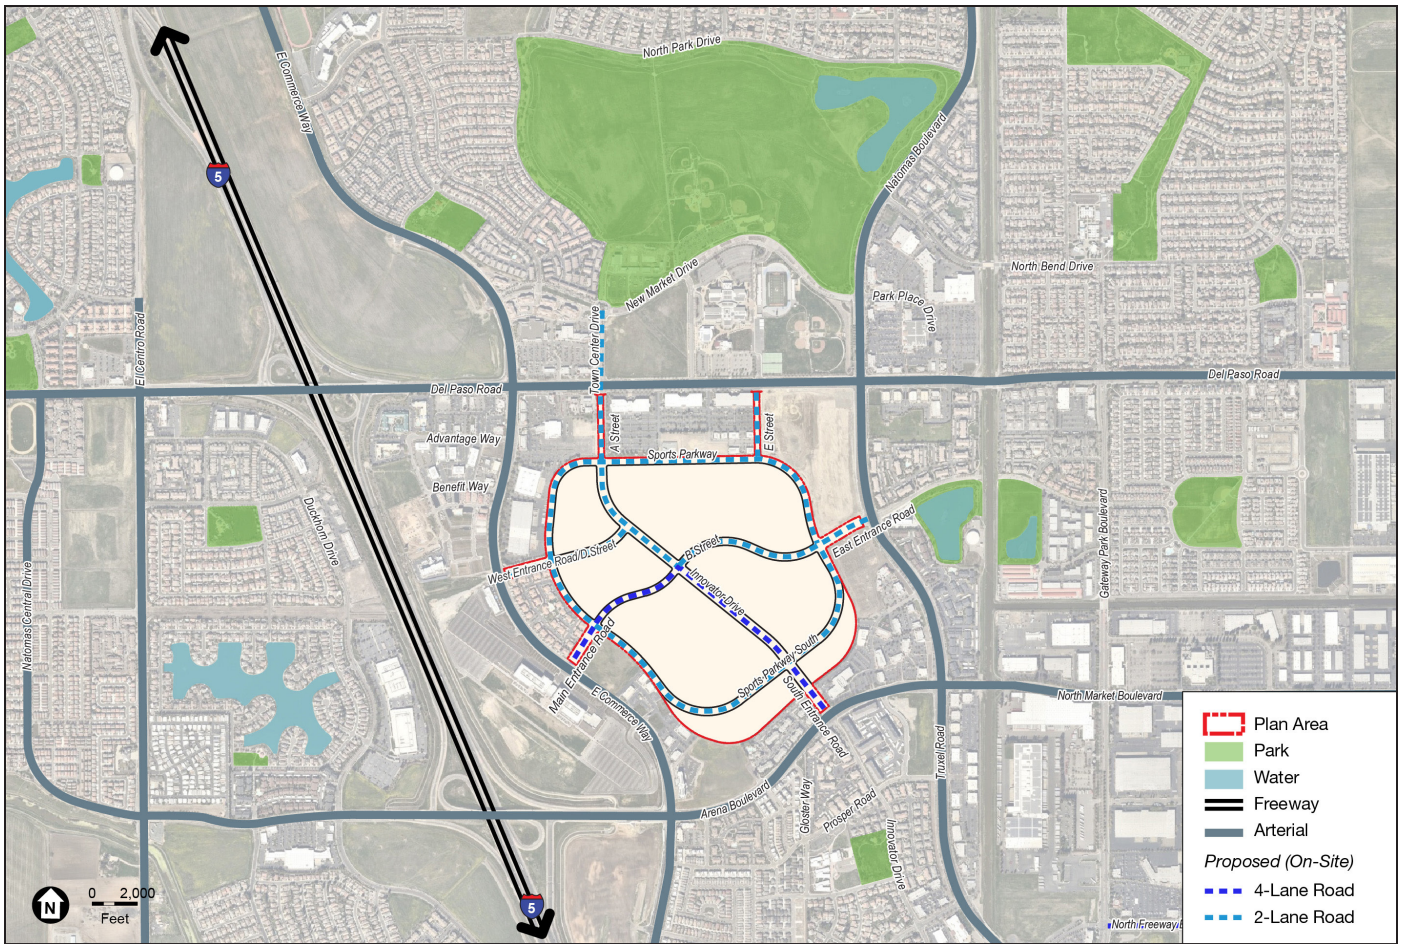 North Park Drive
E Commerce Way
5
Natomas Boulevard
North Bend Drive
New Market Drive
Park Place Drive
El Centro Road
Town Center Drive
Del Paso Road
Del Paso Road
A Street
E Street
Advantage Way
Sports Parkway
Benefit Way
Duckhorn Drive
Gateway Park Boulevard
East Entrance Road
B Street
West Entrance Road/D Street
Innovator Drive
Natomas Central Drive
Main Entrance Road
Sports Parkway South
South Entrance Road
E Commerce Way
North Market Boulevard
Truxel Road
Arena Boulevard
Gloster Way
Prosper Road
Innovator Drive
5
North Freeway B
N
0 2,000
Feet
Plan Area
Park
Water
Freeway
Arterial
Proposed (On-Site)
4-Lane Road
2-Lane Road